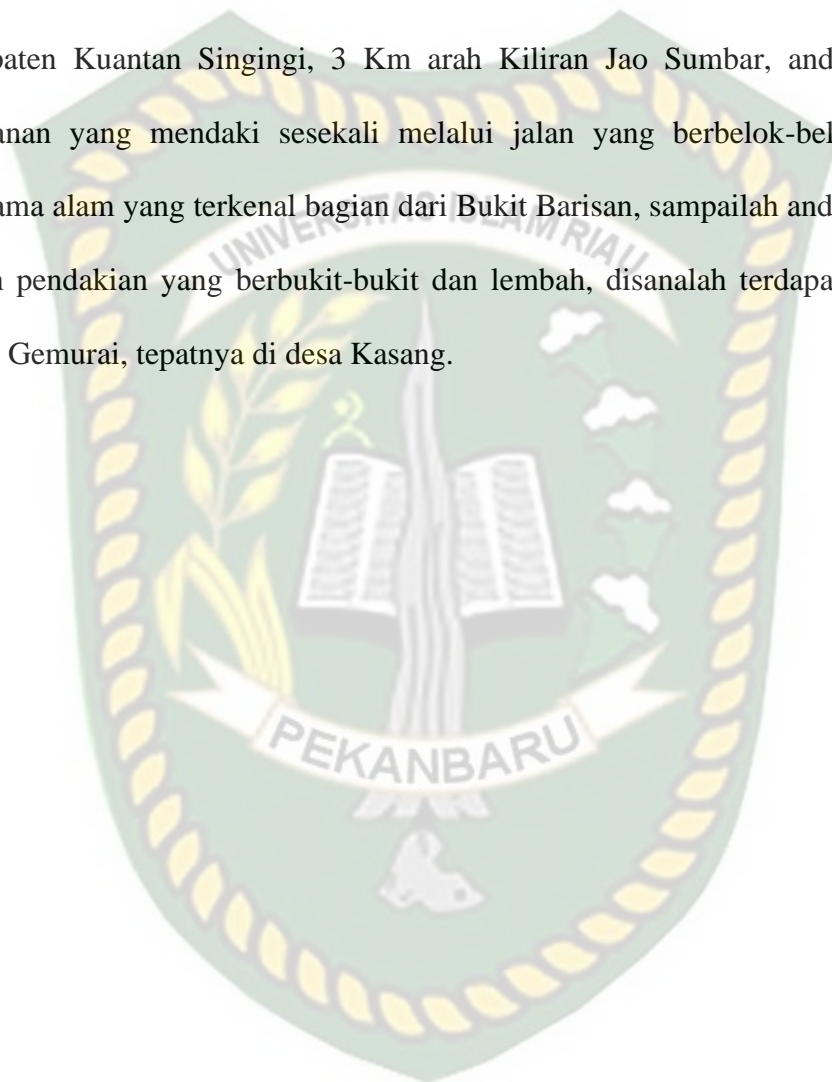 paten Kuantan Singingi, 3 Km arah Kiliran Jao Sumbar, and
anan yang mendaki sesekali melalui jalan yang berbelok-bel
ama alam yang terkenal bagian dari Bukit Barisan, sampailah and
pendakian yang berbukit-bukit dan lembah, disanalah terdapa
Gemurai, tepatnya di desa Kasang.
UNIVERSITAS ISLAM RIAU
PEKANBARU